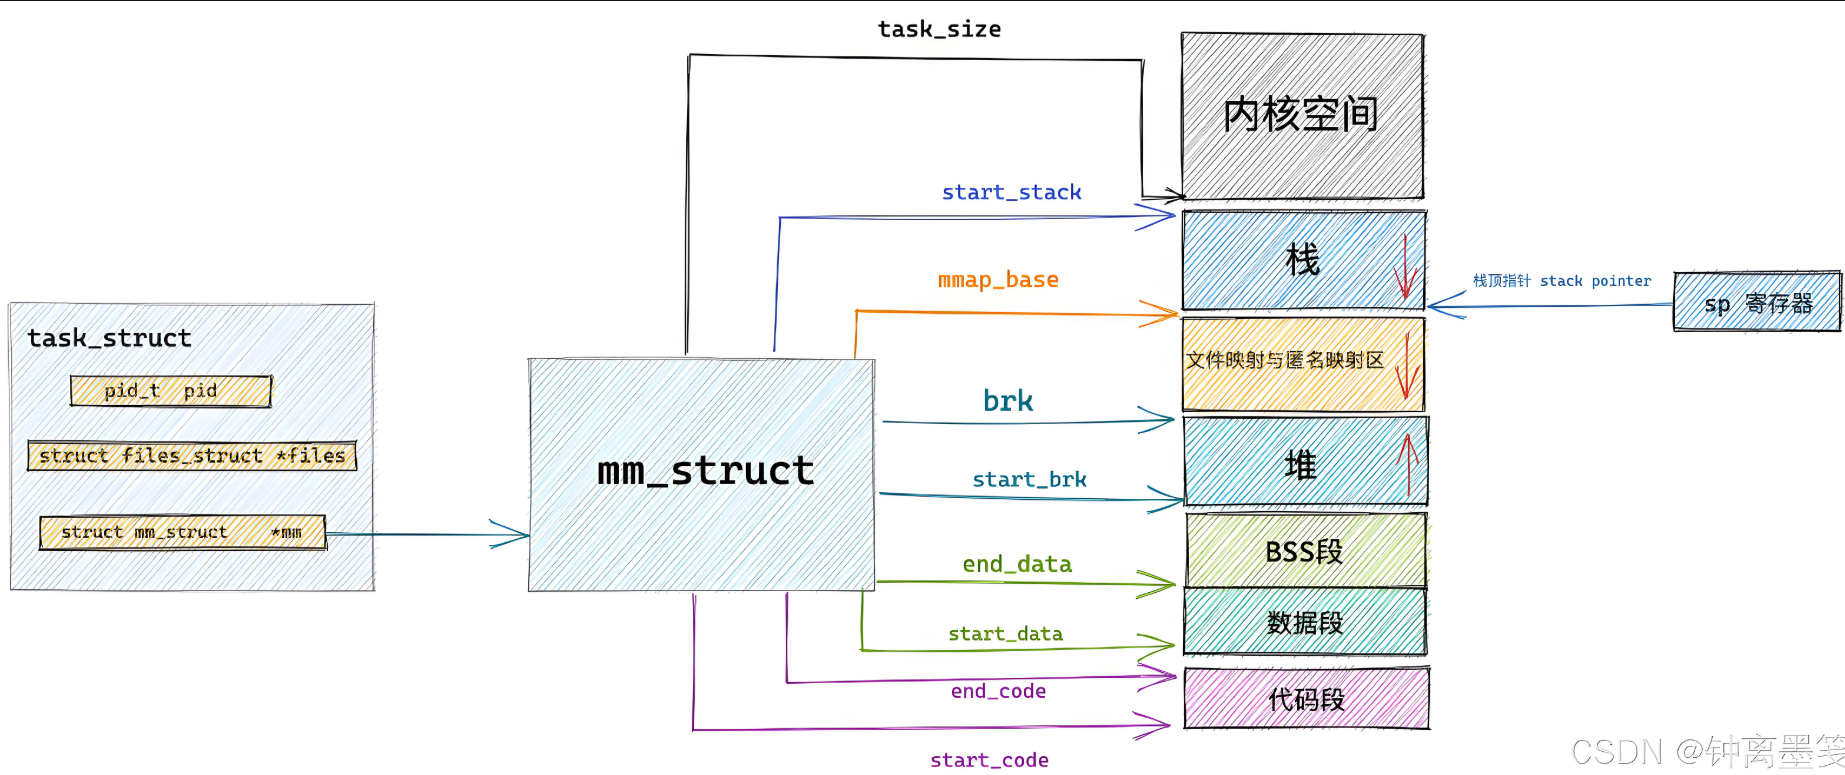 task_size
内核空间
start_stack
栈
mmap_base
栈顶指针 stack pointer
sp 寄存器
task_struct
文件映射与匿名映射区
pid_t pid
brk
struct files_struct *files
mm_struct
堆
start_brk
struct mm_struct *mm
BSS段
end_data
数据段
start_data
end_code
代码段
start_code
CSDN @钟离墨笺